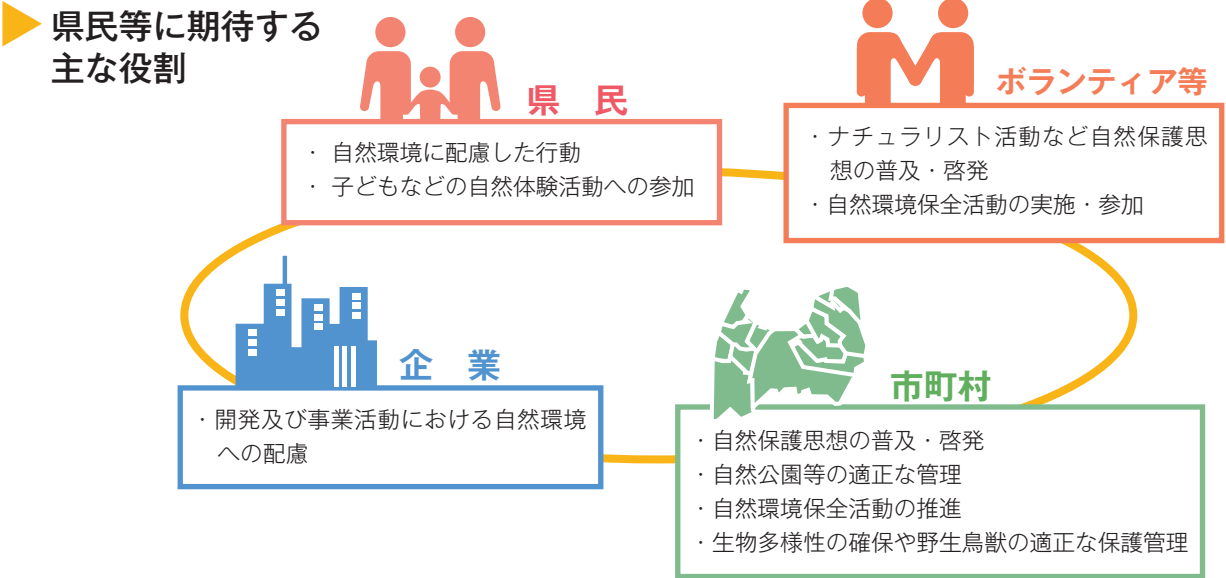 県民等に期待する
主な役割
県　民
・ 自然環境に配慮した行動
・ 子どもなどの自然体験活動への参加
ボランティア等
・ナチュラリスト活動など自然保護思
想の普及・啓発
・自然環境保全活動の実施・参加
企　業
・開発及び事業活動における自然環境
への配慮
市町村
・自然保護思想の普及・啓発
・自然公園等の適正な管理
・自然環境保全活動の推進
・生物多様性の確保や野生鳥獣の適正な保護管理